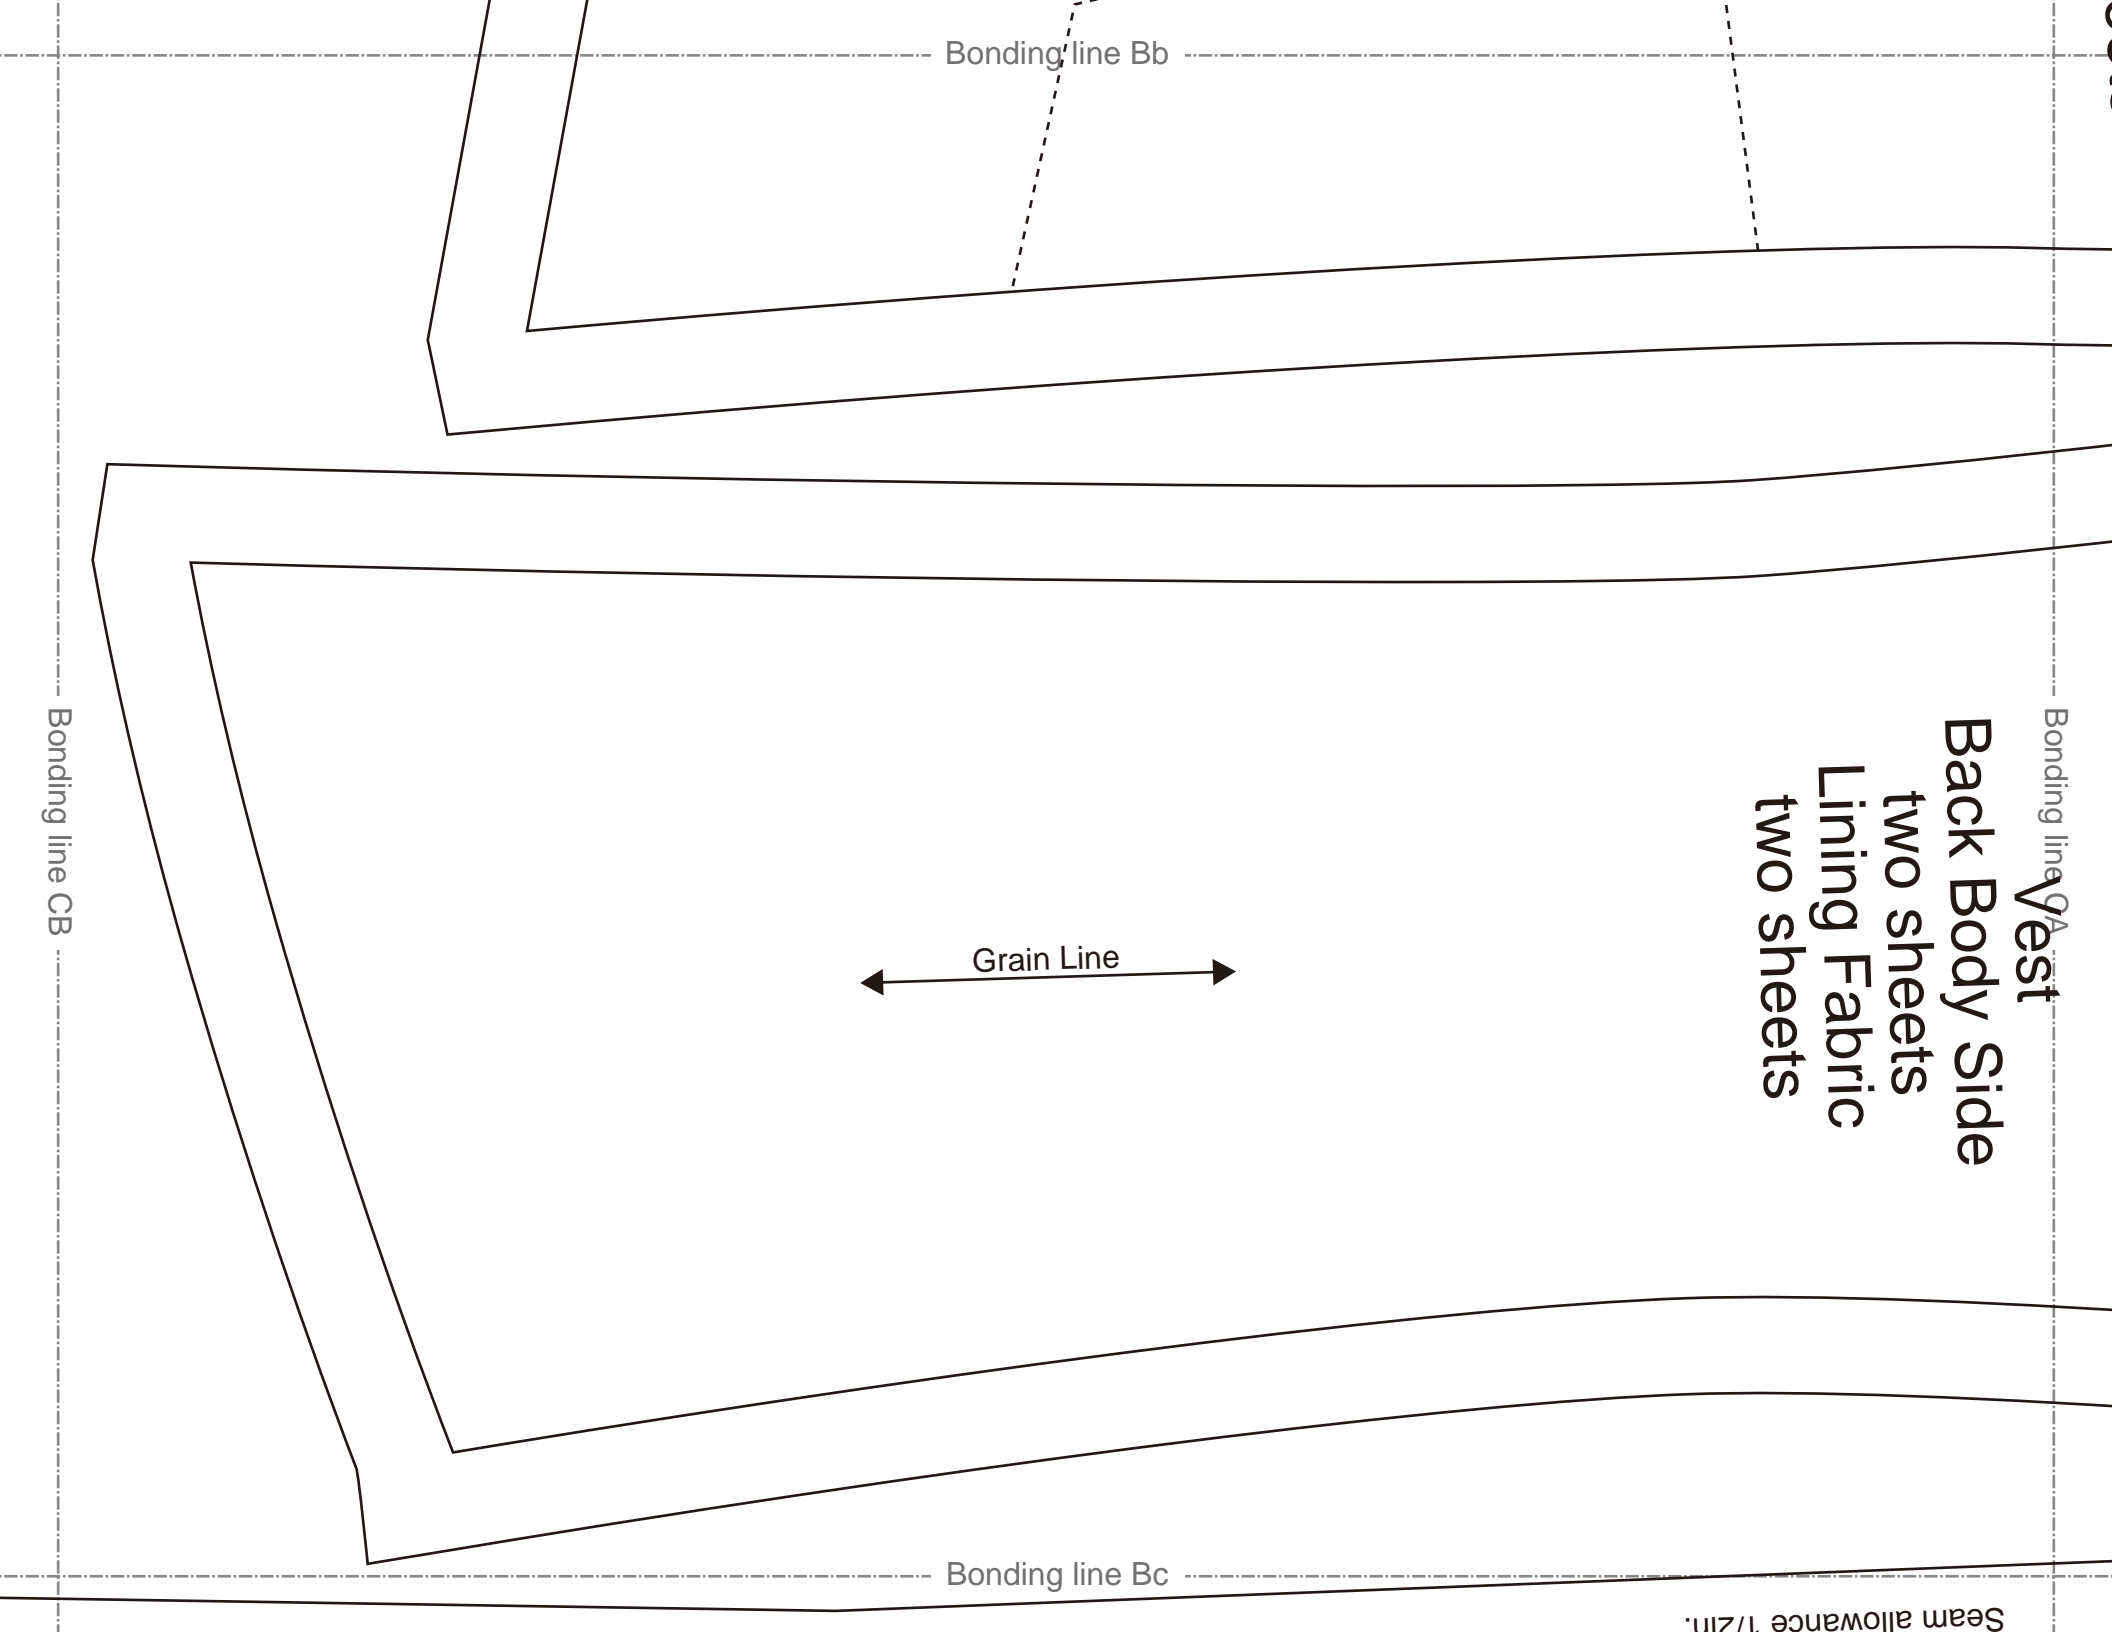 Bonding line Bb
Bonding line CB
Bonding line CA
Vest
Back Body Side
two sheets
Lining Fabric
two sheets
Grain Line
Bonding line Bc
Seam allowance 1/2in.